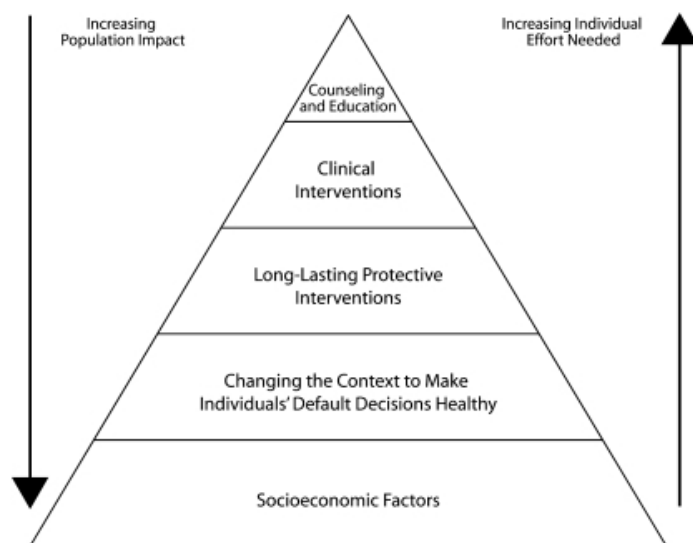 Increasing
Population Impact
Increasing Individual
Effort Needed
Counseling
and Education
Clinical
Interventions
Long-Lasting Protective
Interventions
Changing the Context to Make
Individuals’ Default Decisions Healthy
Socioeconomic Factors